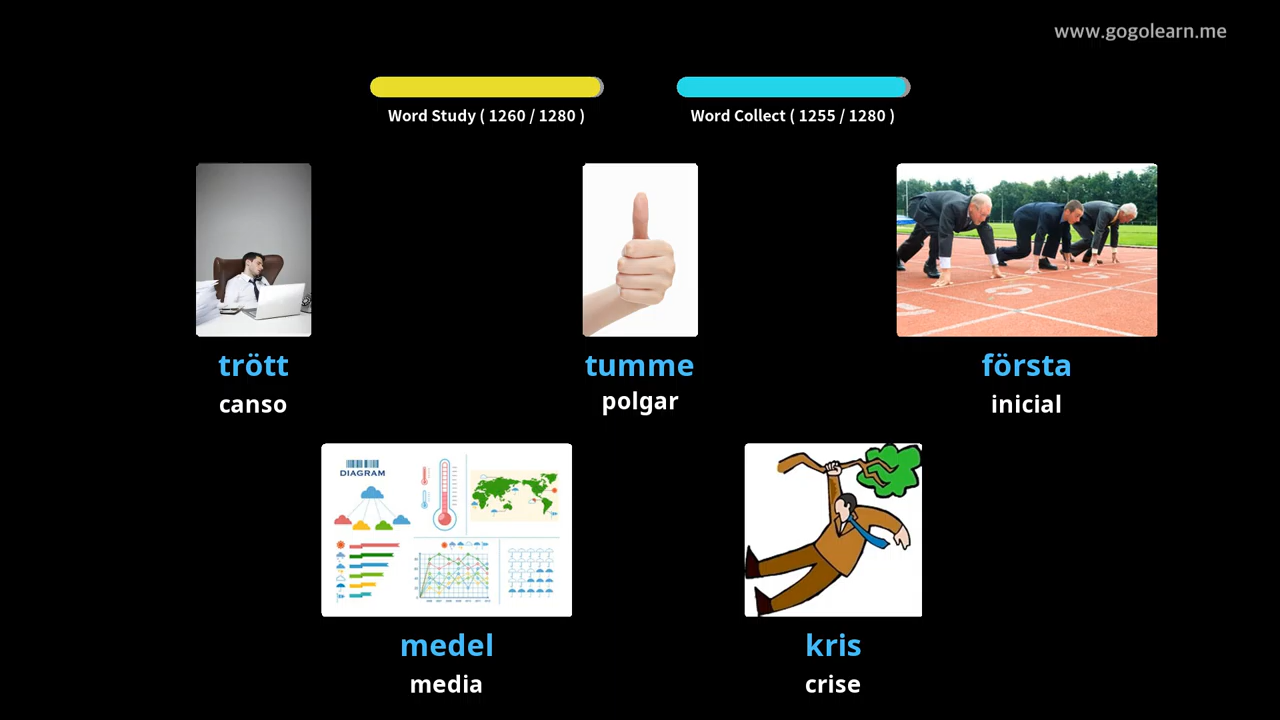 www.gogolearn.me
Word Study ( 1260 / 1280 )
Word Collect ( 1255 / 1280 )
trött
tumme
första
canso
polgar
inicial
DIAGRAM
medel
kris
media
crise